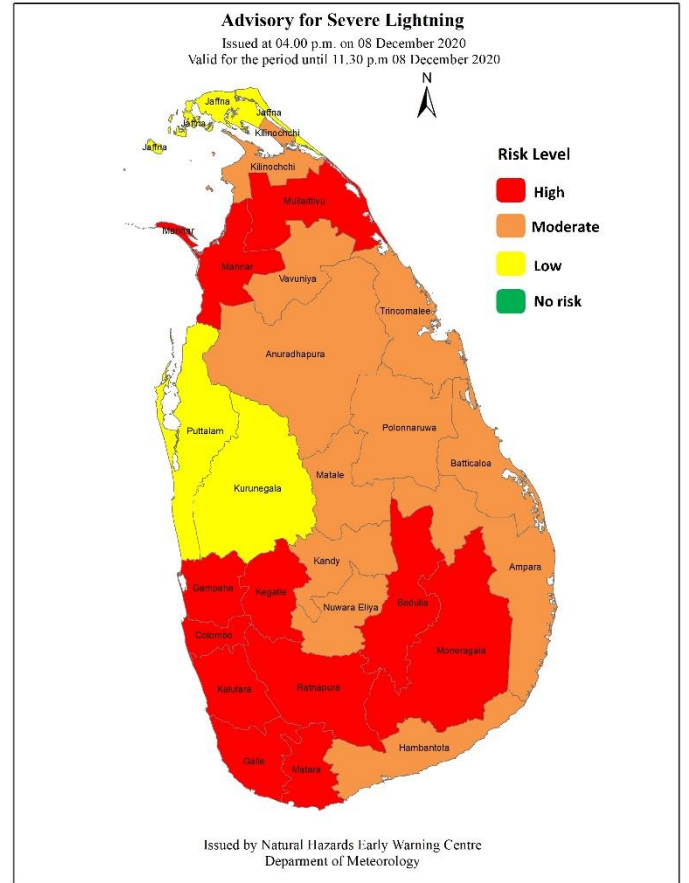 Advisory for Severe Lightning
Issued at 04.00 p.m. on 08 December 2020
Valid for the period until 11.30 p.m 08 December 2020
N
Jaffna
Jaffna
Jaffna
Jaffna
Kilinochchi
Kilinochchi
Risk Level
High
Moderate
Low
No risk
Mullaittivu
Mannar
Mannar
Vavuniya
Trincomalee
Anuradhapura
Puttalam
Polonnaruwa
Kurunegala
Matale
Batticaloa
Kandy
Ampara
Gampaha
Kegalle
Nuwara Eliya
Badulla
Colombo
Moneragala
Kalutara
Ratnapura
Hambantota
Galle
Matara
Issued by Natural Hazards Early Warning Centre
Deparment of Meteorology